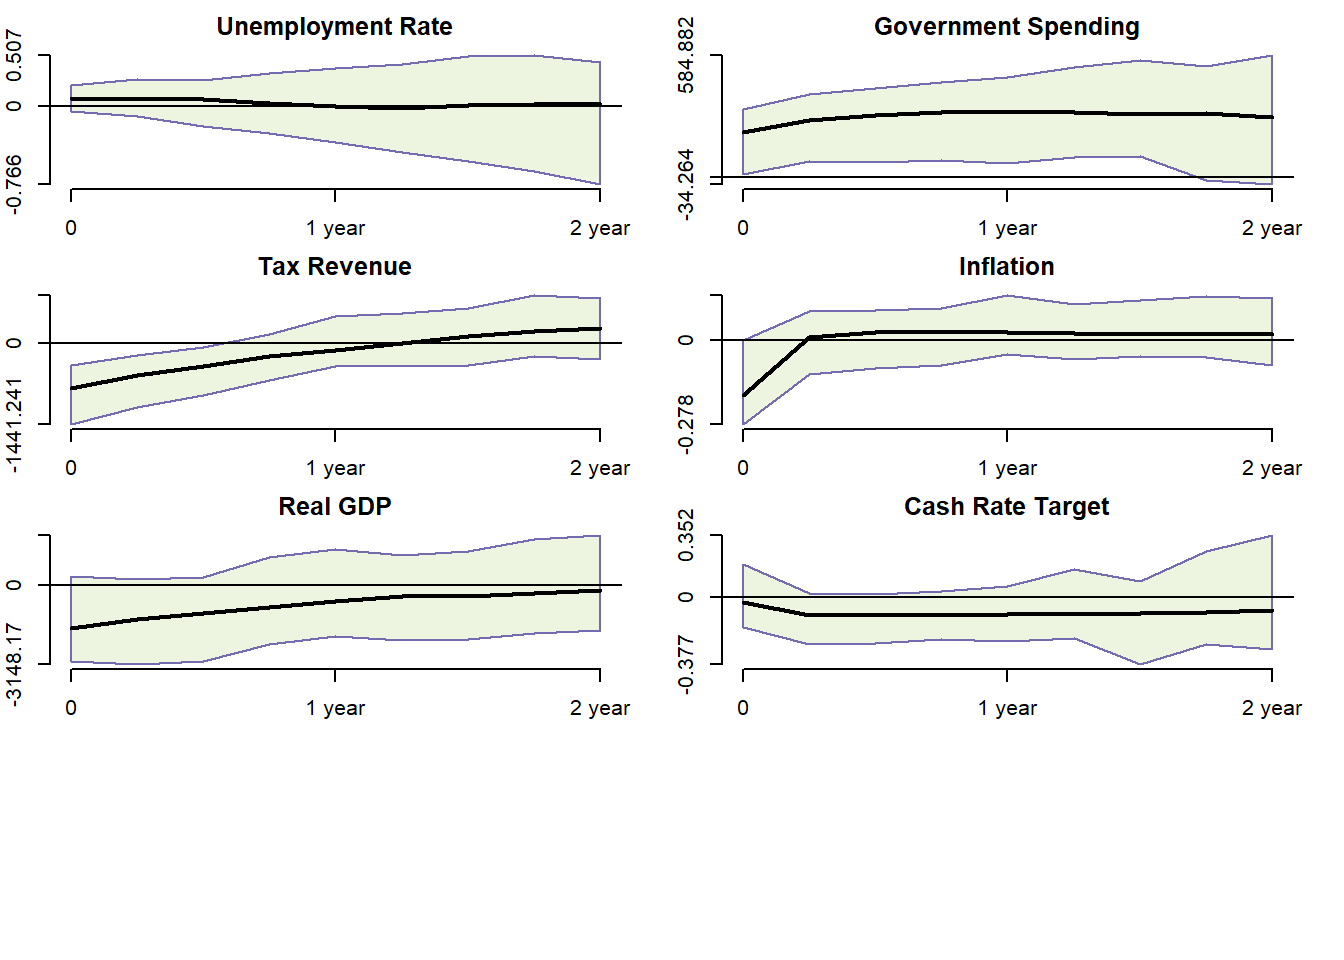 Unemployment Rate
0.507
0
-0.766
0
1 year
2 year
Government Spending
584.882
-34.264
0
1 year
2 year
Tax Revenue
0
-1441.241
0
1 year
2 year
Inflation
0
-0.278
0
1 year
2 year
Real GDP
0
-3148.17
0
1 year
2 year
Cash Rate Target
0.352
0
-0.377
0
1 year
2 year